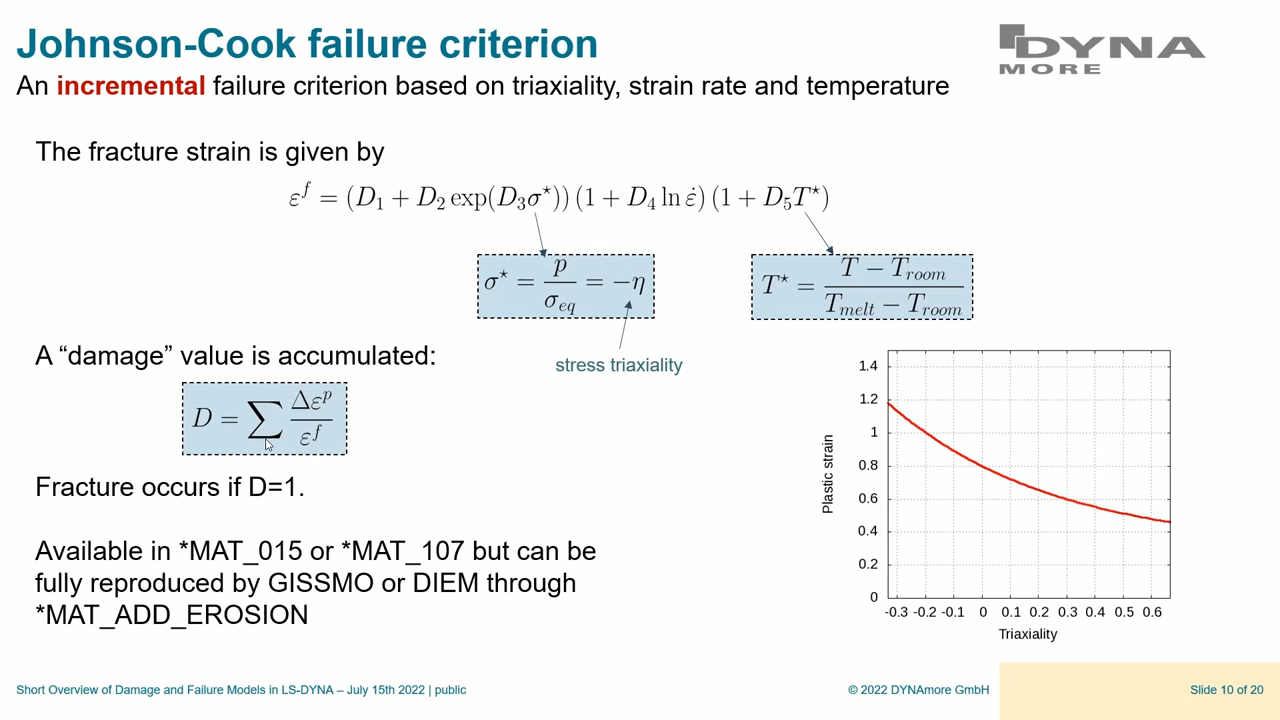 Johnson-Cook failure criterion
DYNA
MORE
An incremental failure criterion based on triaxiality, strain rate and temperature
The fracture strain is given by
ε^f = (D_1 + D_2 exp(D_3σ^⋆)) (1 + D_4 ln ε̇) (1 + D_5T^⋆)
σ^⋆ = p/σ_eq = −η
T^⋆ = (T − T_room)/(T_melt − T_room)
A “damage” value is accumulated:
stress triaxiality
D = ∑ Δε^p/ε^f
Fracture occurs if D=1.
Available in *MAT_015 or *MAT_107 but can be
fully reproduced by GISSMO or DIEM through
*MAT_ADD_EROSION
Plastic strain
1.4
1.2
1
0.8
0.6
0.4
0.2
0
-0.3 -0.2 -0.1 0 0.1 0.2 0.3 0.4 0.5 0.6
Triaxiality
Short Overview of Damage and Failure Models in LS-DYNA – July 15th 2022 | public
© 2022 DYNAmore GmbH
Slide 10 of 20